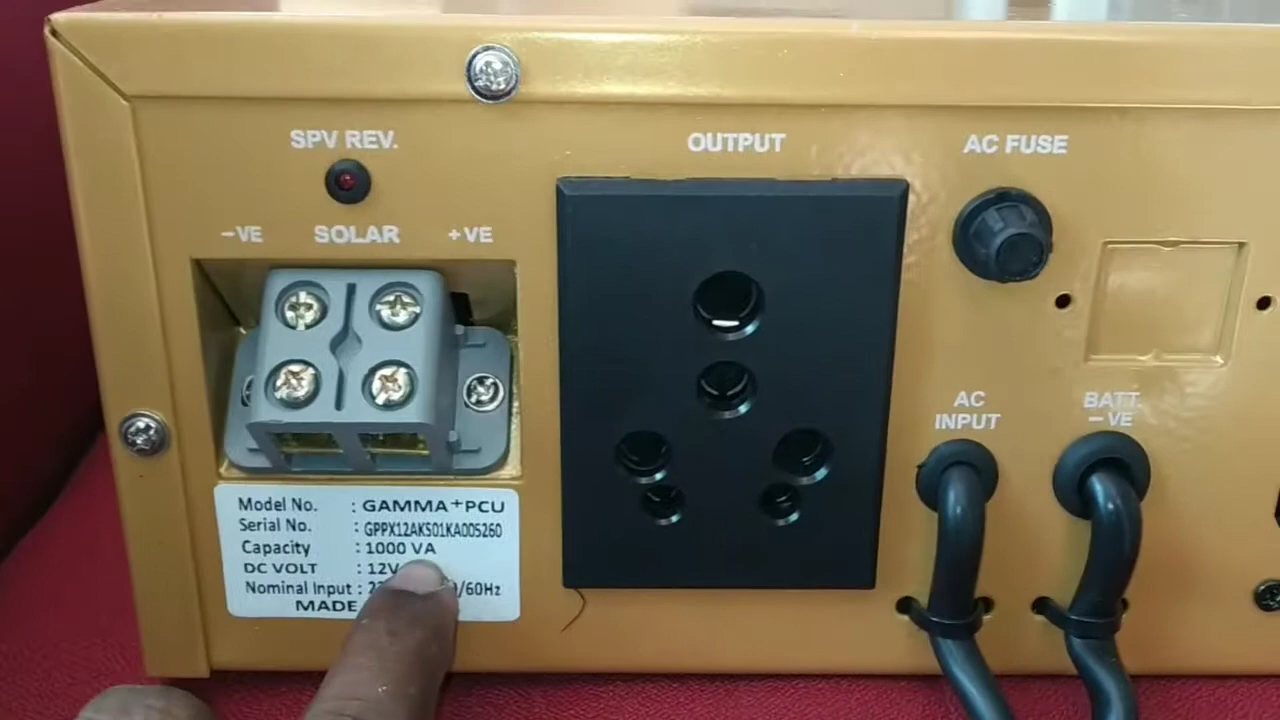 SPV REV.
OUTPUT
AC FUSE
-VE SOLAR +VE
AC
INPUT
BATT.
-VE
Model No. : GAMMA+PCU
Serial No. : GPPX12AKS01KA005260
Capacity : 1000 VA
DC VOLT : 12V
Nominal Input : /60Hz
MADE